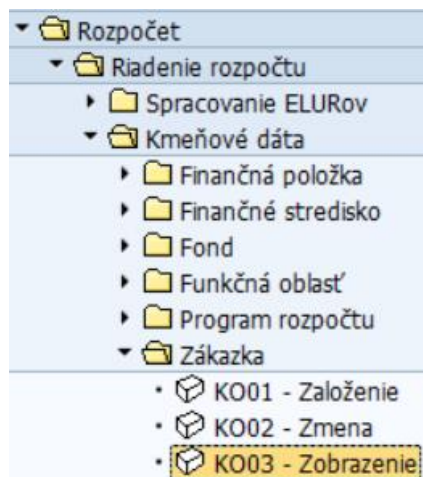 Rozpočet
Riadenie rozpočtu
Spracovanie ELURov
Kmeňové dáta
Finančná položka
Finančné stredisko
Fond
Funkčná oblasť
Program rozpočtu
Zákazka
KO01 - Založenie
KO02 - Zmena
KO03 - Zobrazenie